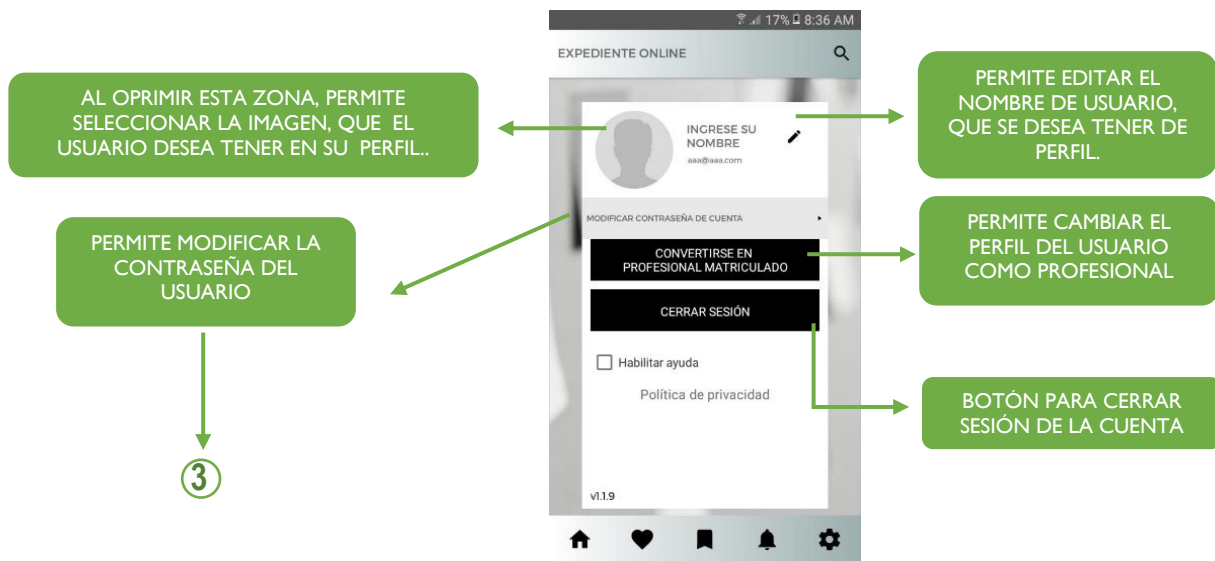 17% 8:36 AM
EXPEDIENTE ONLINE
AL OPRIMIR ESTA ZONA, PERMITE
SELECCIONAR LA IMAGEN, QUE EL
USUARIO DESEA TENER EN SU PERFIL..
INGRESE SU
NOMBRE
aaa@aaa.com
PERMITE EDITAR EL
NOMBRE DE USUARIO,
QUE SE DESEA TENER DE
PERFIL.
MODIFICAR CONTRASEÑA DE CUENTA
PERMITE MODIFICAR LA
CONTRASEÑA DEL
USUARIO
CONVERTIRSE EN
PROFESIONAL MATRICULADO
PERMITE CAMBIAR EL
PERFIL DEL USUARIO
COMO PROFESIONAL
CERRAR SESIÓN
Habilitar ayuda
Política de privacidad
BOTÓN PARA CERRAR
SESIÓN DE LA CUENTA
3
v1.1.9